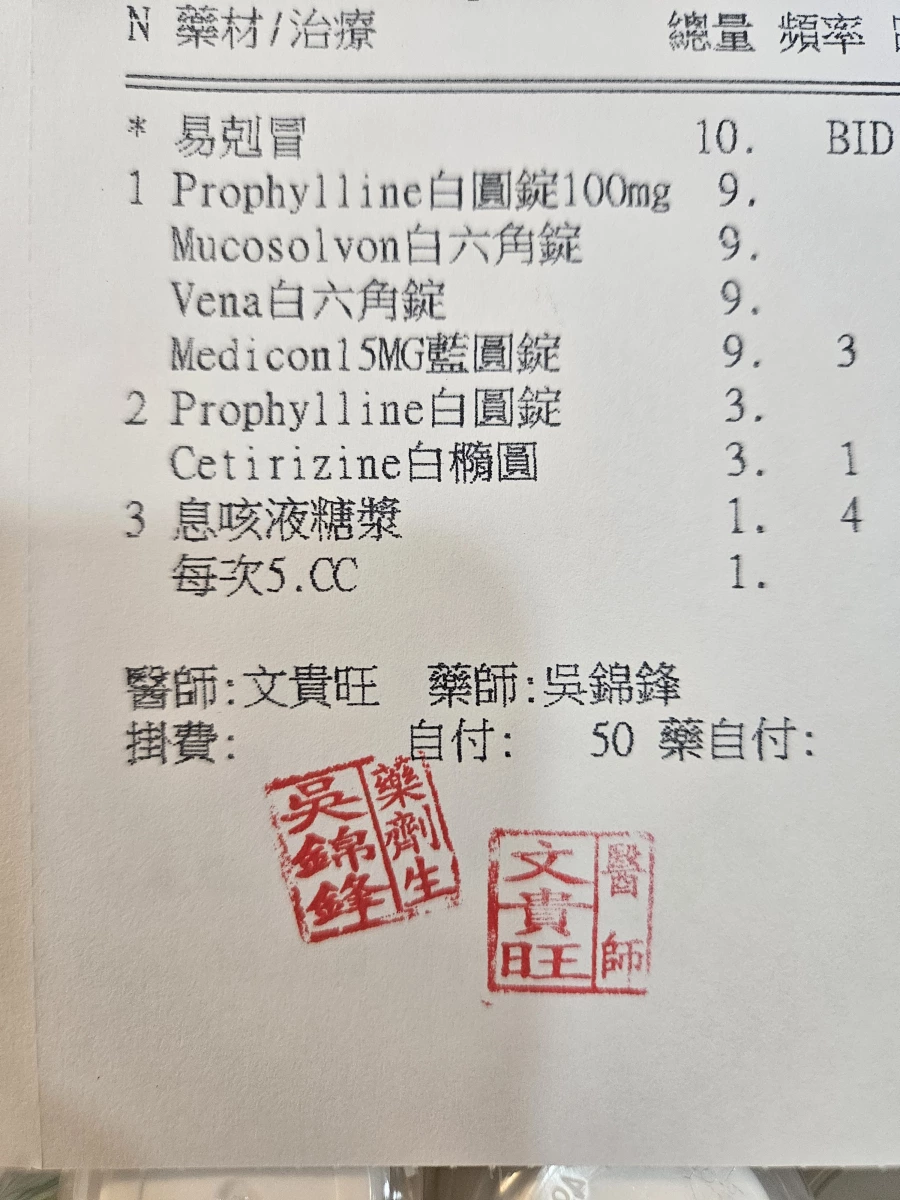 N 藥材/治療 總量 頻率
* 易剋冒 10. BID
1 Prophylline白圓錠100mg 9.
Mucosolvon白六角錠 9.
Vena白六角錠 9.
Medicon15MG藍圓錠 9. 3
2 Prophylline白圓錠 3.
Cetirizine白橢圓 3. 1
3 息咳液糖漿 1. 4
每次5.CC 1.
醫師:文貴旺 藥師:吳錦鋒
掛費: 自付: 50 藥自付:
藥劑生
吳錦鋒
醫師
文貴旺